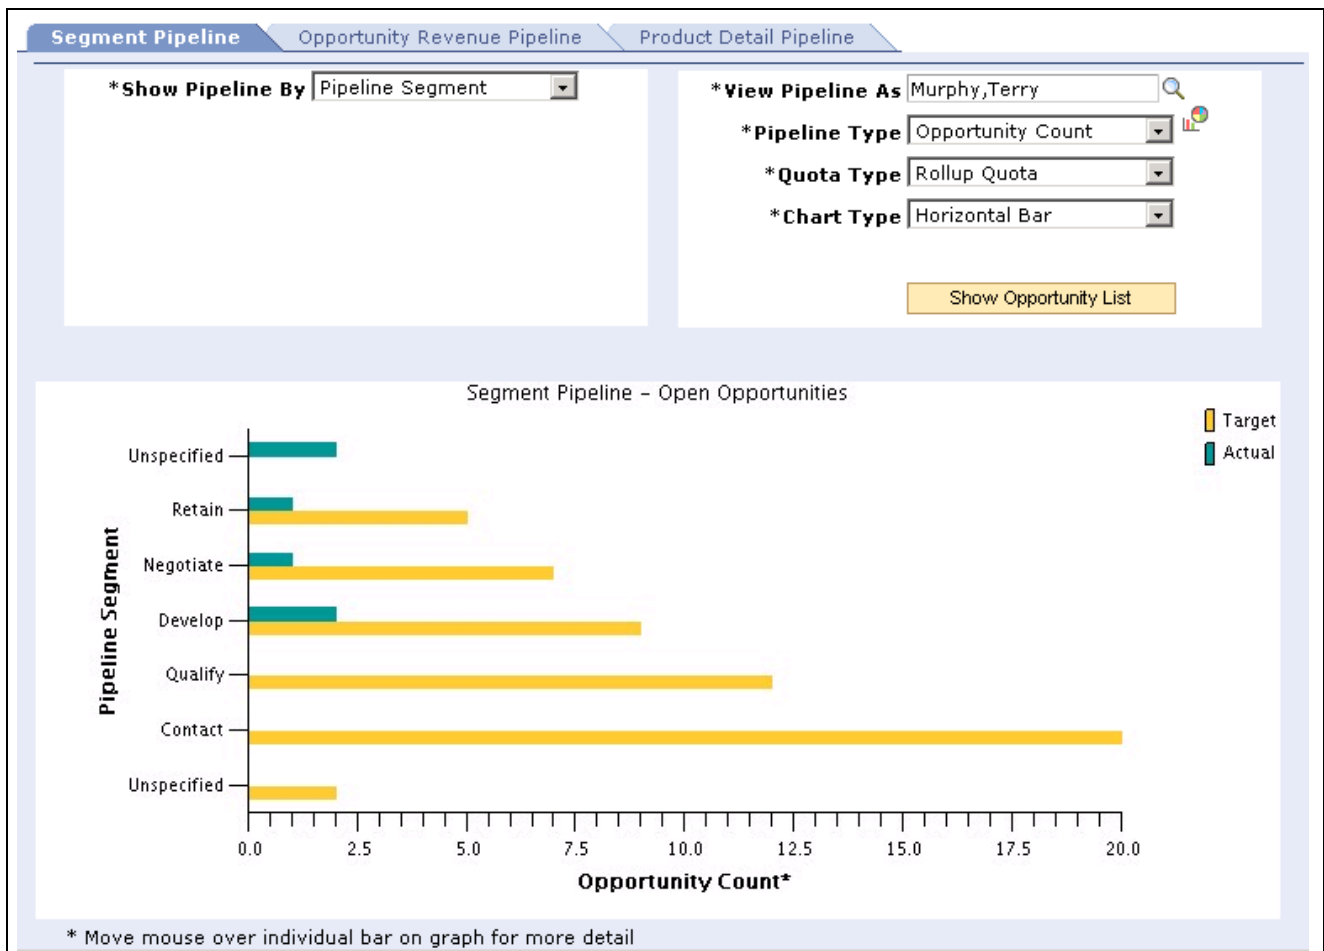 Segment Pipeline
Opportunity Revenue Pipeline
Product Detail Pipeline
*Show Pipeline By Pipeline Segment
*View Pipeline As Murphy,Terry
*Pipeline Type Opportunity Count
*Quota Type Rollup Quota
*Chart Type Horizontal Bar
Show Opportunity List
Segment Pipeline – Open Opportunities
Target
Actual
Pipeline Segment
Unspecified
Retain
Negotiate
Develop
Qualify
Contact
Unspecified
0.0 2.5 5.0 7.5 10.0 12.5 15.0 17.5 20.0
Opportunity Count*
* Move mouse over individual bar on graph for more detail